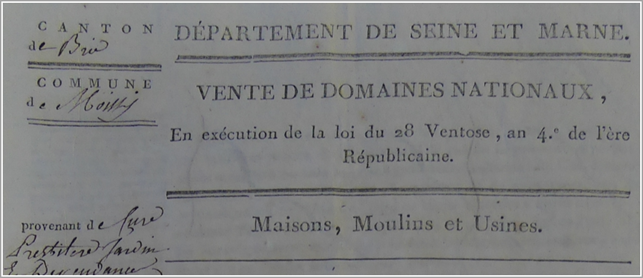 CANTON
de Brie
COMMUNE
de Moissy
provenant de Cure
Presbitere Jardin
& Dependances
DÉPARTEMENT DE SEINE ET MARNE.
VENTE DE DOMAINES NATIONAUX,
En exécution de la loi du 28 Ventose, an 4.e de l'ère
Républicaine.
Maisons, Moulins et Usines.